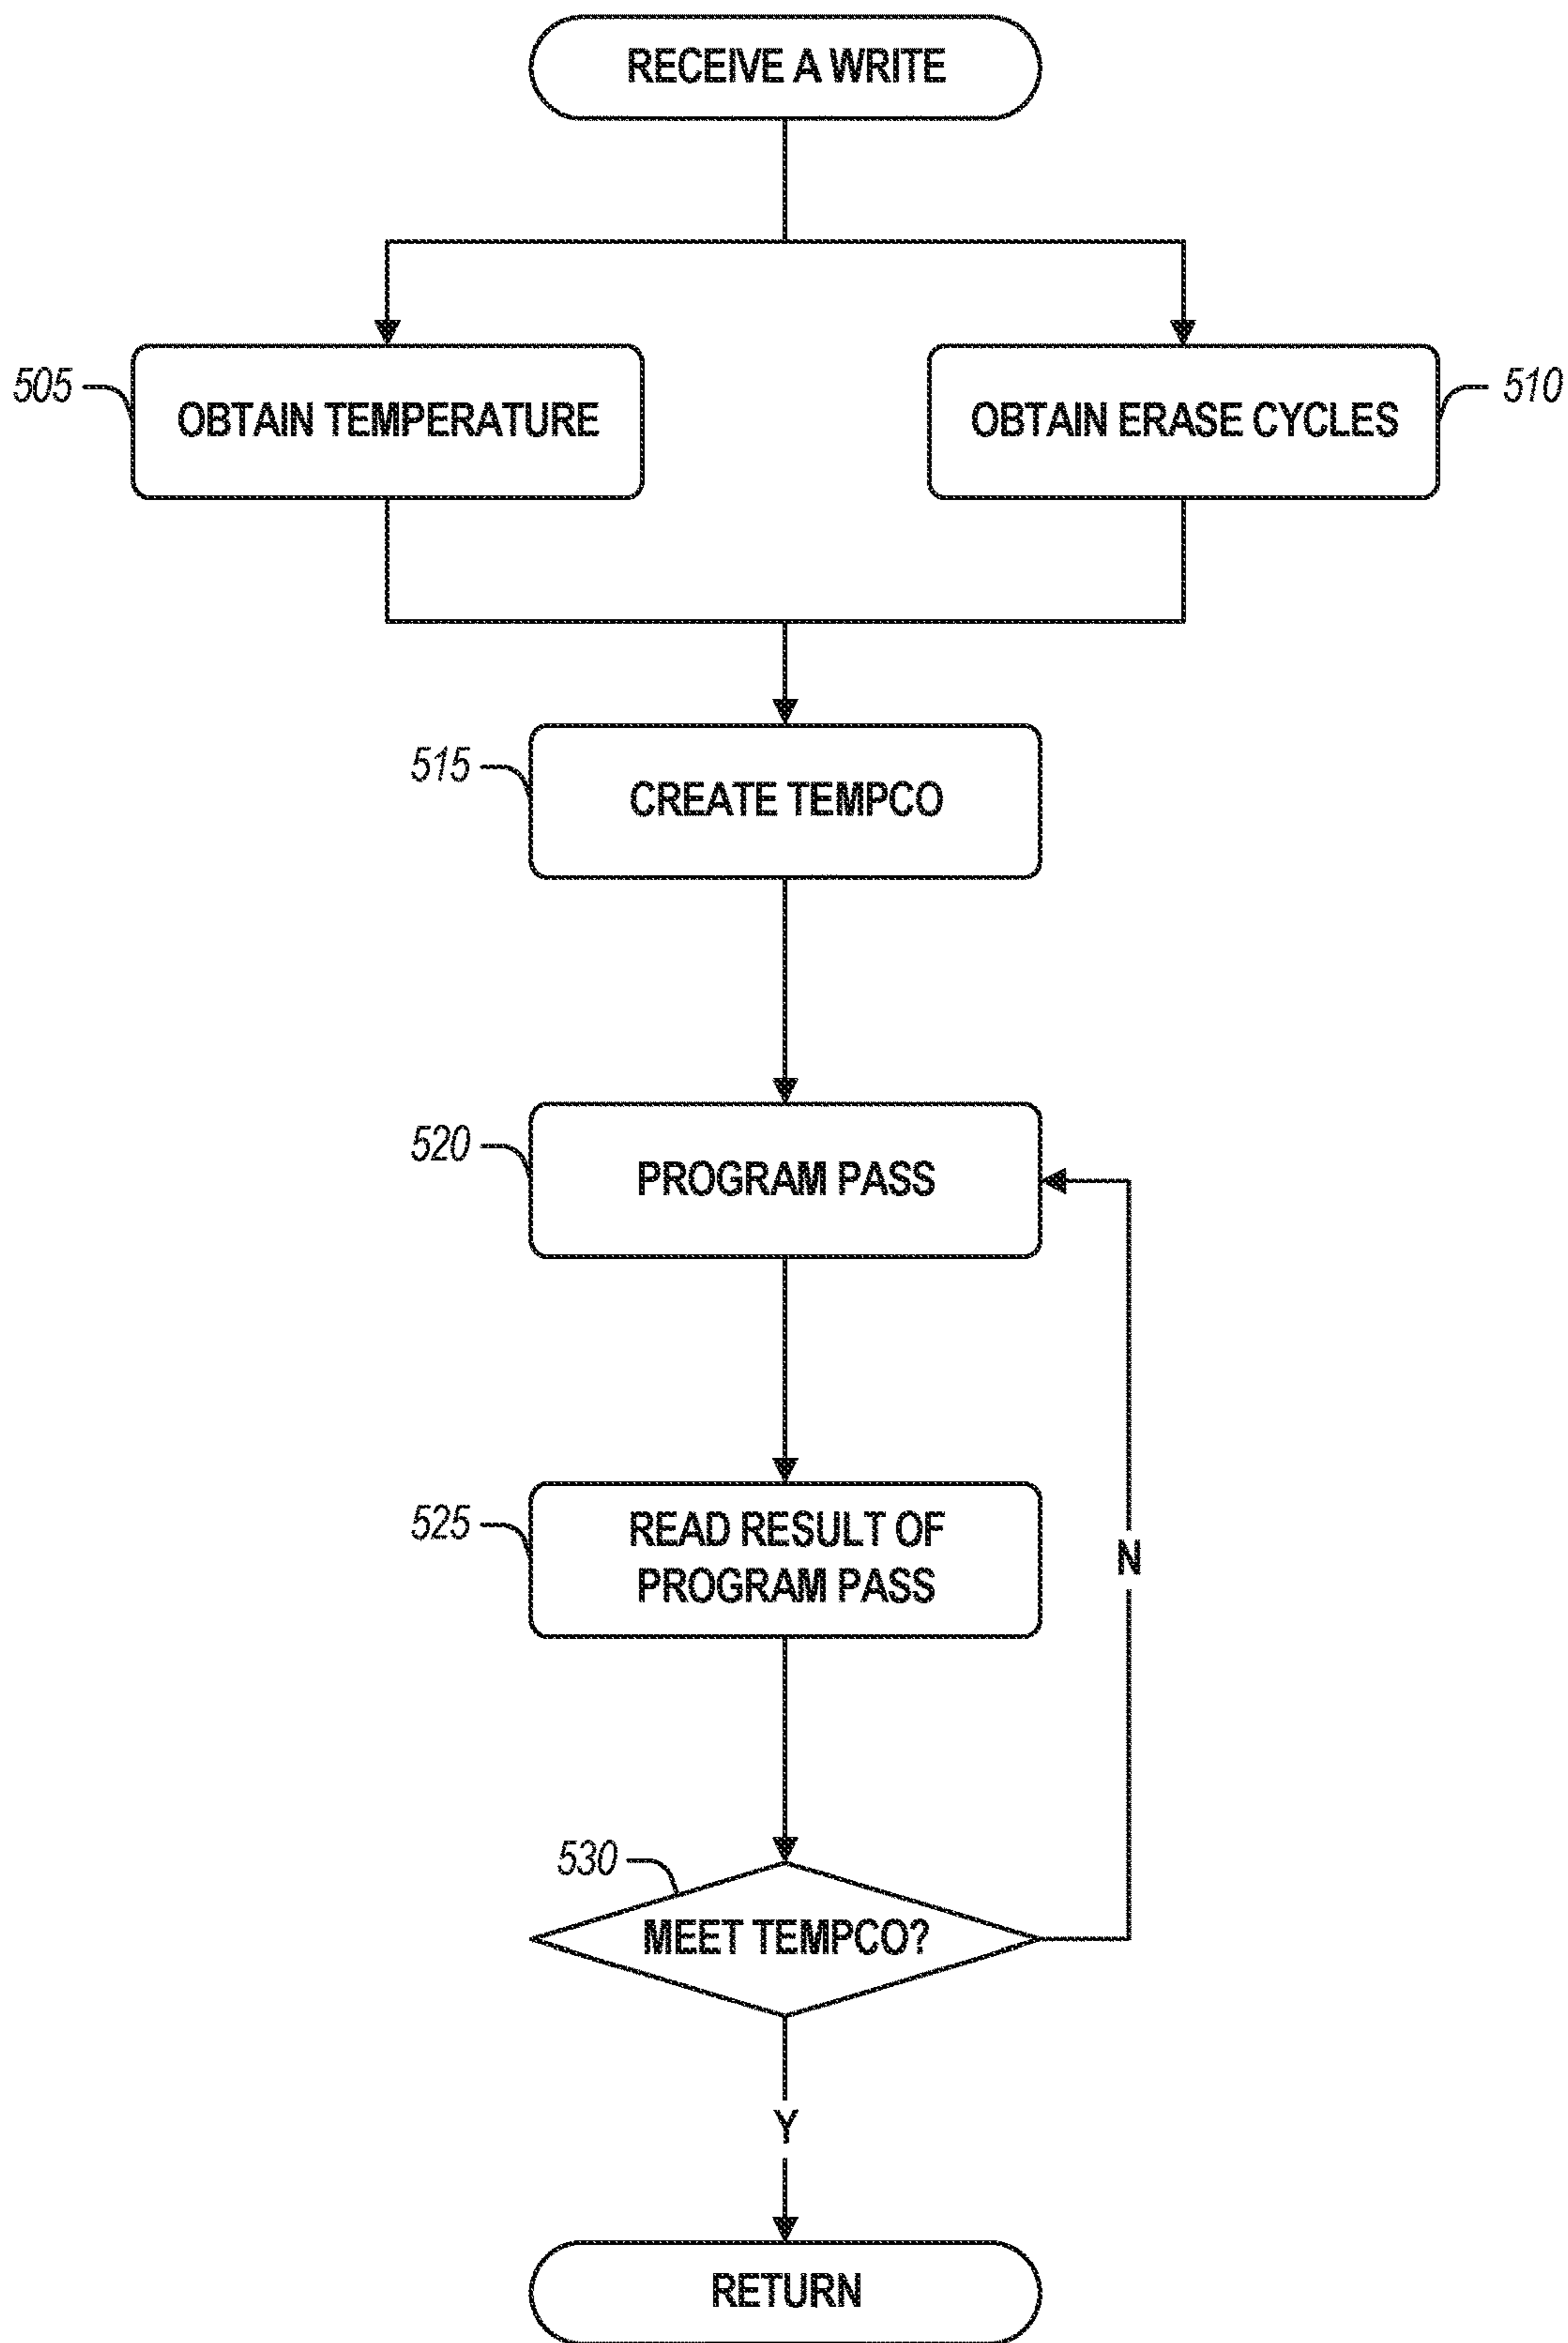 RECEIVE A WRITE
505
OBTAIN TEMPERATURE
OBTAIN ERASE CYCLES
510
515
CREATE TEMPCO
520
PROGRAM PASS
525
READ RESULT OF
PROGRAM PASS
N
530
MEET TEMPCO?
Y
RETURN